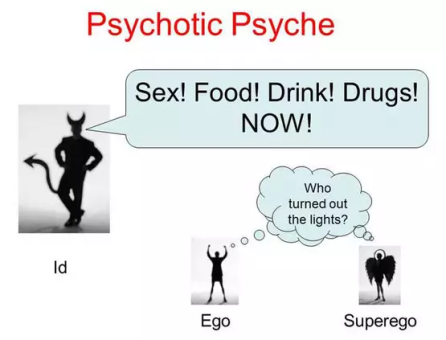 Psychotic Psyche
Sex! Food! Drink! Drugs!
NOW!
Who
turned out
the lights?
Id
Ego
Superego